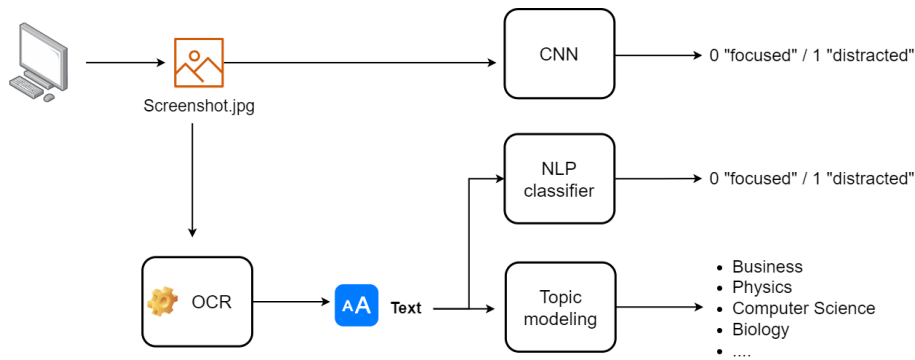 CNN
0 "focused" / 1 "distracted"
Screenshot.jpg
NLP
classifier
0 "focused" / 1 "distracted"
OCR
AA
Text
Topic
modeling
• Business
• Physics
• Computer Science
• Biology
• ....